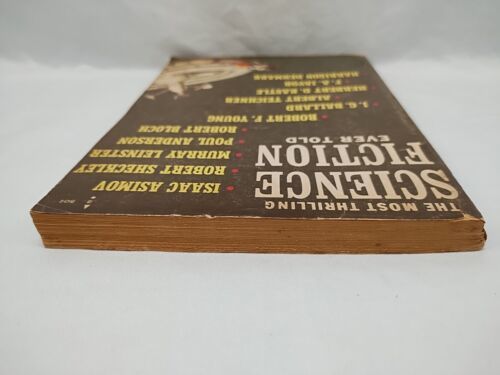 THE MOST THRILLING
SCIENCE
FICTION
EVER TOLD
ISAAC ASIMOV
• ROBERT SHECKLEY
• MURRAY LEINSTER
• POUL ANDERSON
• ROBERT BLOCH
• ROBERT F. YOUNG
• J. G. BALLARD
• ALBERT TEICHNER
• HERBERT D. KASTLE
• F. A. JAVOR
HARRISON DENMARK